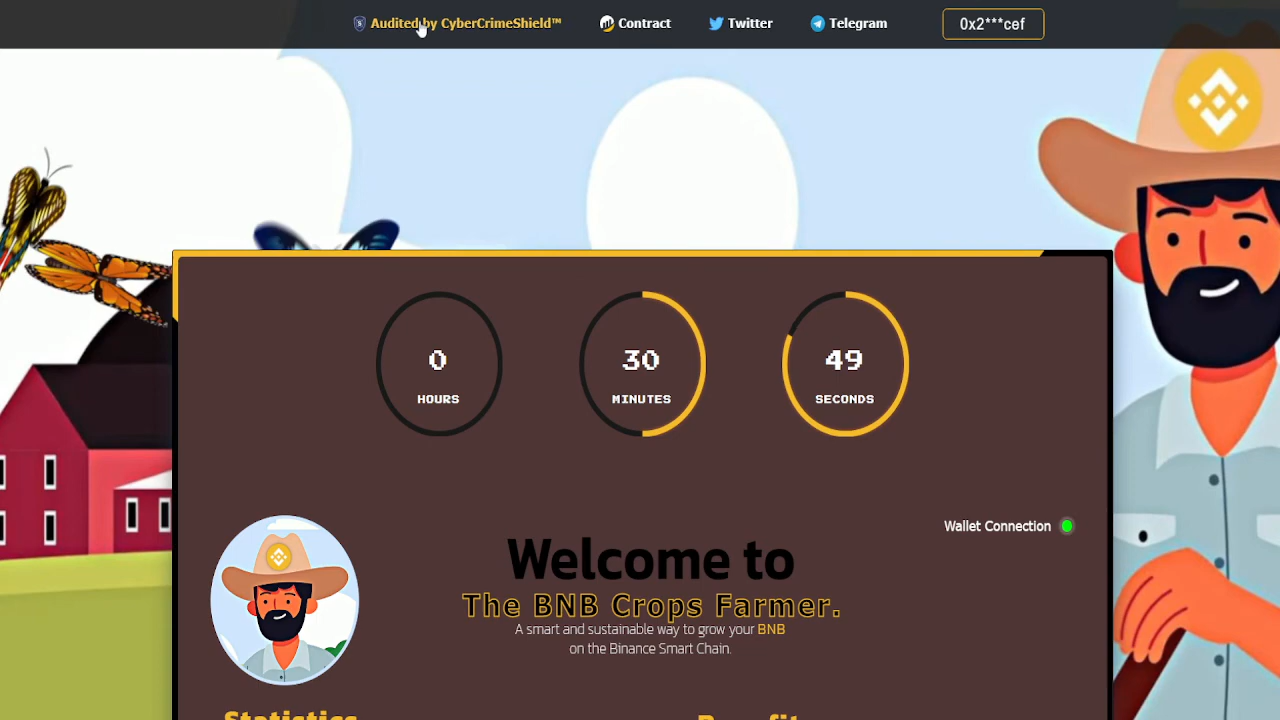 Audited by CyberCrimeShield™ Contract Twitter Telegram 0x2***cef
0 30 49
HOURS MINUTES SECONDS
Wallet Connection
Welcome to
The BNB Crops Farmer.
A smart and sustainable way to grow your BNB
on the Binance Smart Chain.